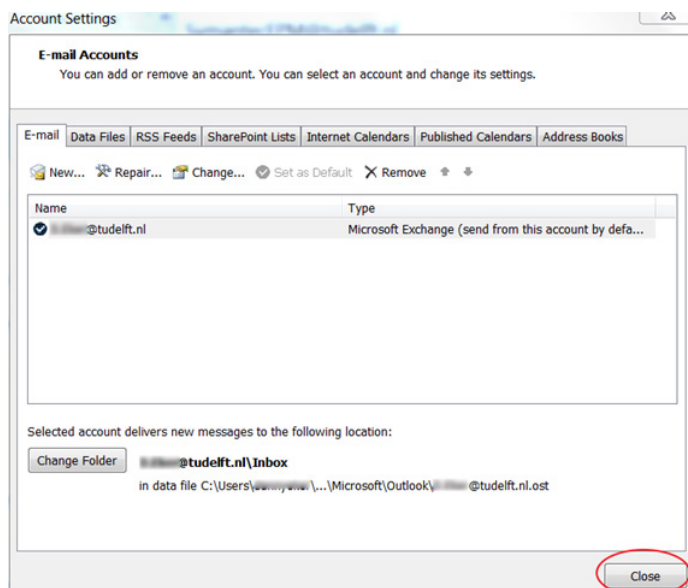 Account Settings
E-mail Accounts
You can add or remove an account. You can select an account and change its settings.
E-mail Data Files RSS Feeds SharePoint Lists Internet Calendars Published Calendars Address Books
New... Repair... Change... Set as Default Remove
Name Type
@tudelft.nl Microsoft Exchange (send from this account by defa...
Selected account delivers new messages to the following location:
Change Folder @tudelft.nl\Inbox
in data file C:\Users\ \...\Microsoft\Outlook\ @tudelft.nl.ost
Close